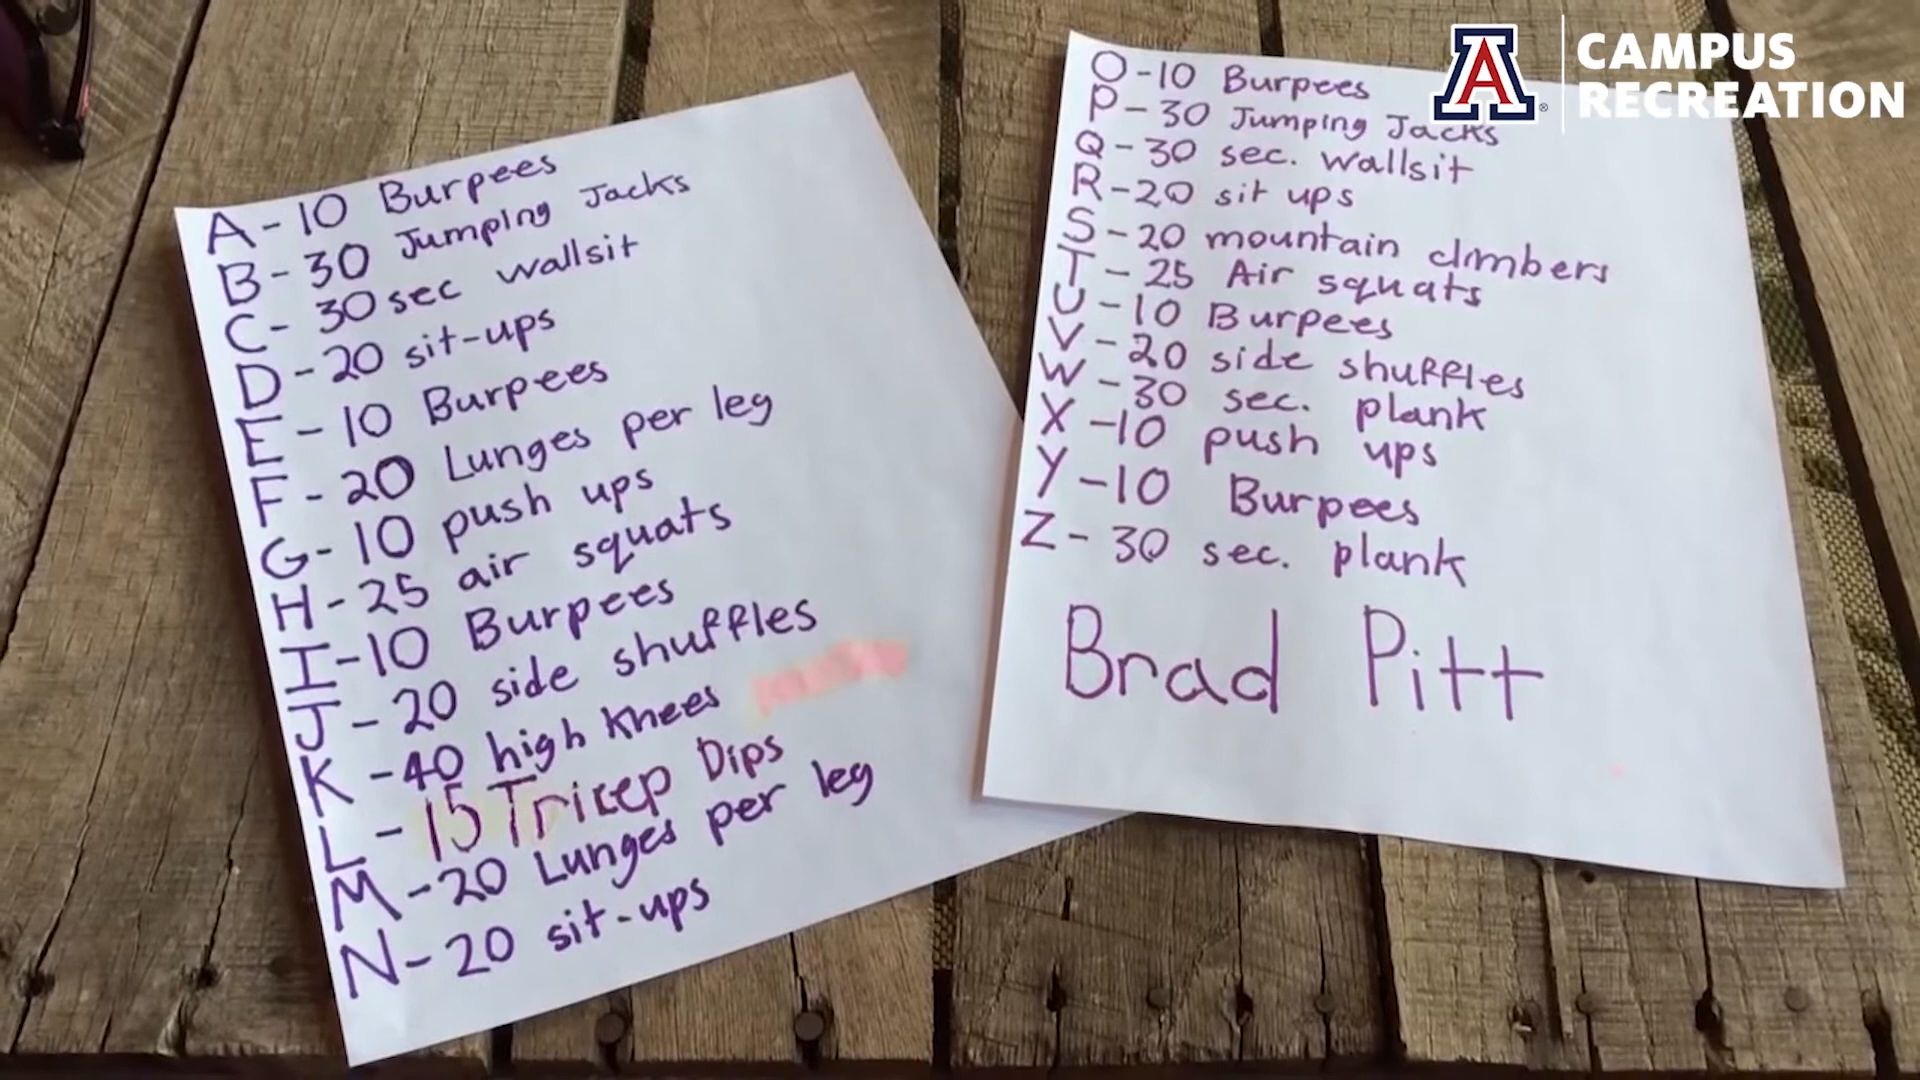 A - 10 Burpees
B - 30 Jumping Jacks
C - 30 sec wallsit
D - 20 sit-ups
E - 10 Burpees
F - 20 Lunges per leg
G - 10 push ups
H - 25 air squats
I - 10 Burpees
J - 20 side shuffles
K - 40 high knees
L - 15 Tricep Dips
M - 20 Lunges per leg
N - 20 sit-ups
O - 10 Burpees
P - 30 Jumping Jacks
Q - 30 sec. wallsit
R - 20 sit ups
S - 20 mountain climbers
T - 25 Air squats
U - 10 Burpees
V - 20 side shuffles
W - 30 sec. plank
X - 10 push ups
Y - 10 Burpees
Z - 30 sec. plank
Brad Pitt
A® CAMPUS
RECREATION